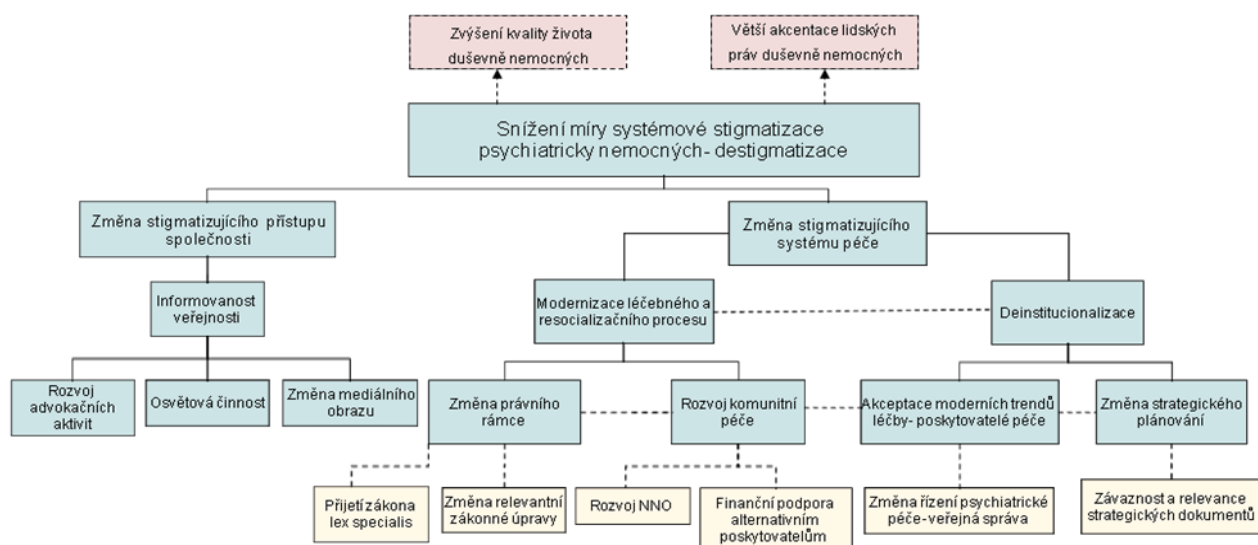 Zvýšení kvality života
duševně nemocných
Větší akcentace lidských
práv duševně nemocných
Snížení míry systémové stigmatizace
psychiatricky nemocných- destigmatizace
Změna stigmatizujícího přístupu
společnosti
Změna stigmatizujícího
systému péče
Informovanost
veřejnosti
Modernizace léčebného a
resocializačního procesu
Deinstitucionalizace
Rozvoj
advokačních
aktivit
Osvětová činnost
Změna mediálního
obrazu
Změna právního
rámce
Rozvoj komunitní
péče
Akceptace moderních trendů
léčby- poskytovatelé péče
Změna strategického
plánování
Přijetí zákona
lex specialis
Změna relevantní
zákonné úpravy
Rozvoj NNO
Finanční podpora
alternativním
poskytovatelům
Změna řízení psychiatrické
péče- veřejná správa
Závaznost a relevance
strategických dokumentů